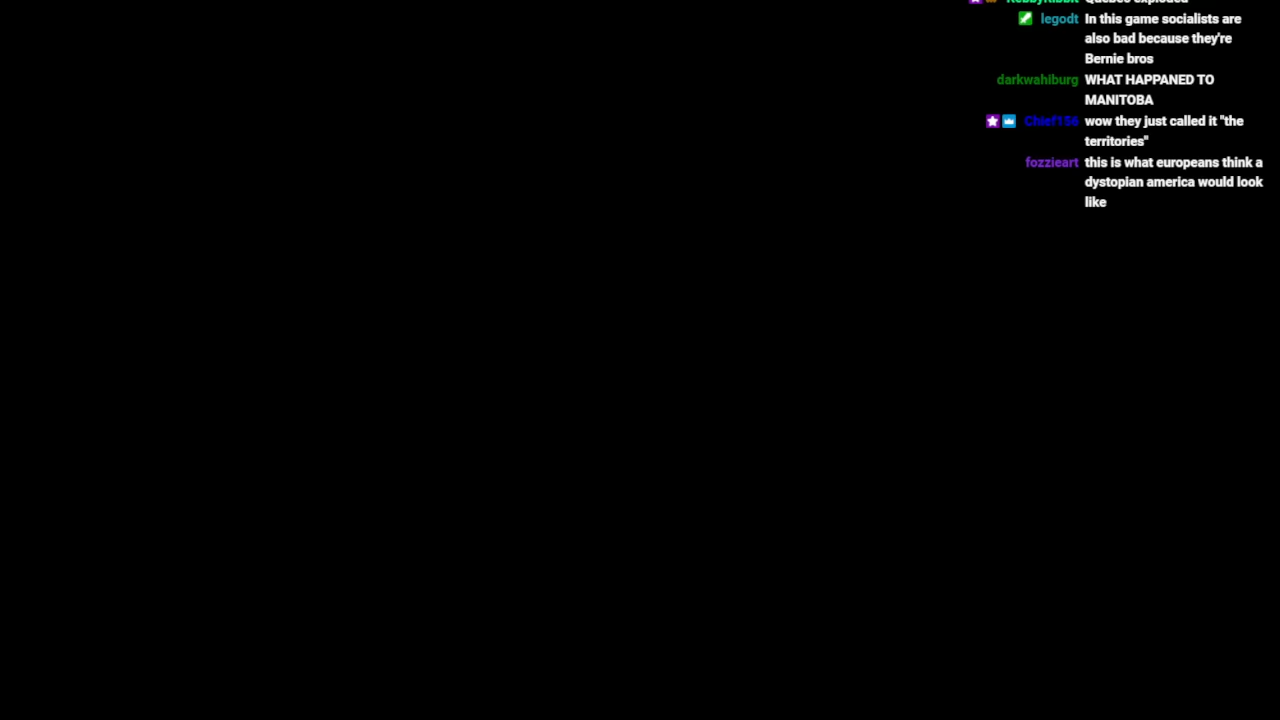 legodt In this game socialists are
also bad because they're
Bernie bros
darkwahiburg WHAT HAPPANED TO
MANITOBA
Chief156 wow they just called it "the
territories"
fozzieart this is what europeans think a
dystopian america would look
like